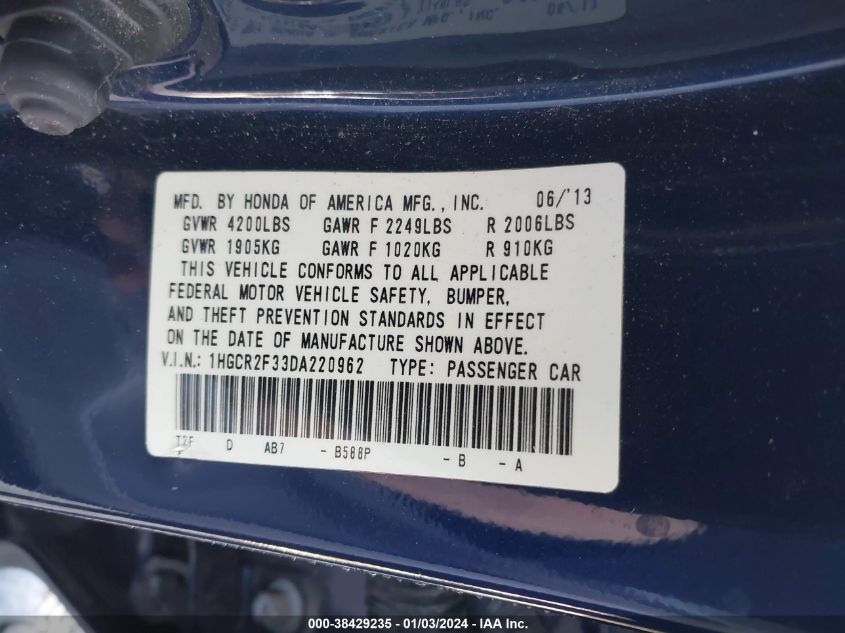 MFD. BY HONDA OF AMERICA MFG., INC. 06/'13
GVWR 4200LBS GAWR F 2249LBS R 2006LBS
GVWR 1905KG GAWR F 1020KG R 910KG
THIS VEHICLE CONFORMS TO ALL APPLICABLE
FEDERAL MOTOR VEHICLE SAFETY, BUMPER,
AND THEFT PREVENTION STANDARDS IN EFFECT
ON THE DATE OF MANUFACTURE SHOWN ABOVE.
V.I.N.: 1HGCR2F33DA220962 TYPE: PASSENGER CAR
T2F D AB7 - B588P - B - A
000-38429235 - 01/03/2024 - IAA Inc.